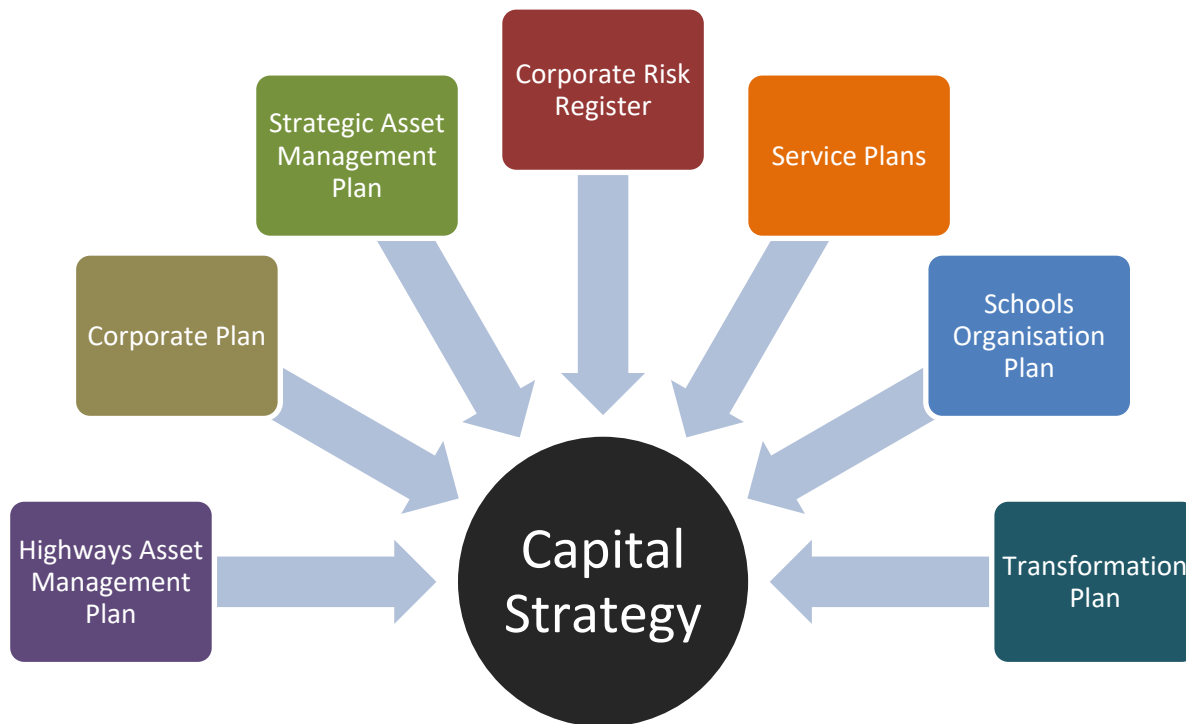 Corporate Risk
Register
Strategic Asset
Management
Plan
Service Plans
Corporate Plan
Schools
Organisation
Plan
Highways Asset
Management
Plan
Capital
Strategy
Transformation
Plan